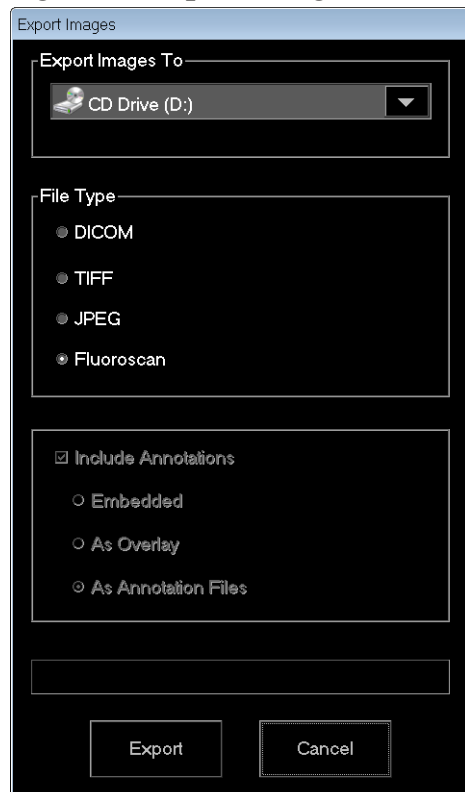 Export Images
Export Images To
CD Drive (D:)
File Type
DICOM
TIFF
JPEG
Fluoroscan
Include Annotations
Embedded
As Overlay
As Annotation Files
Export
Cancel